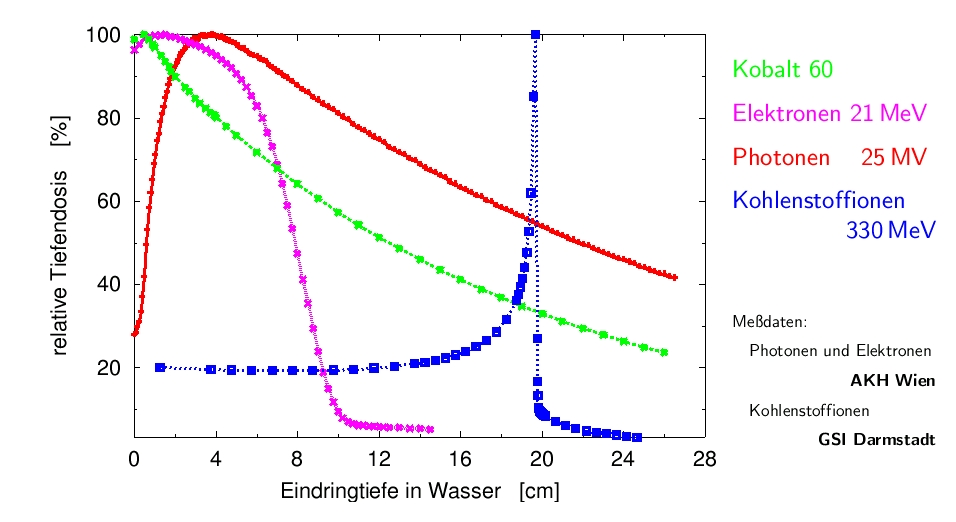 100
80
60
40
20
relative Tiefendosis [%]
0 4 8 12 16 20 24 28
Eindringtiefe in Wasser [cm]
Kobalt 60
Elektronen 21 MeV
Photonen 25 MV
Kohlenstoffionen
330 MeV
Meßdaten:
Photonen und Elektronen
AKH Wien
Kohlenstoffionen
GSI Darmstadt